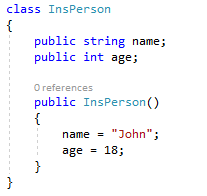 class InsPerson
{
public string name;
public int age;
0 references
public InsPerson()
{
name = "John";
age = 18;
}
}